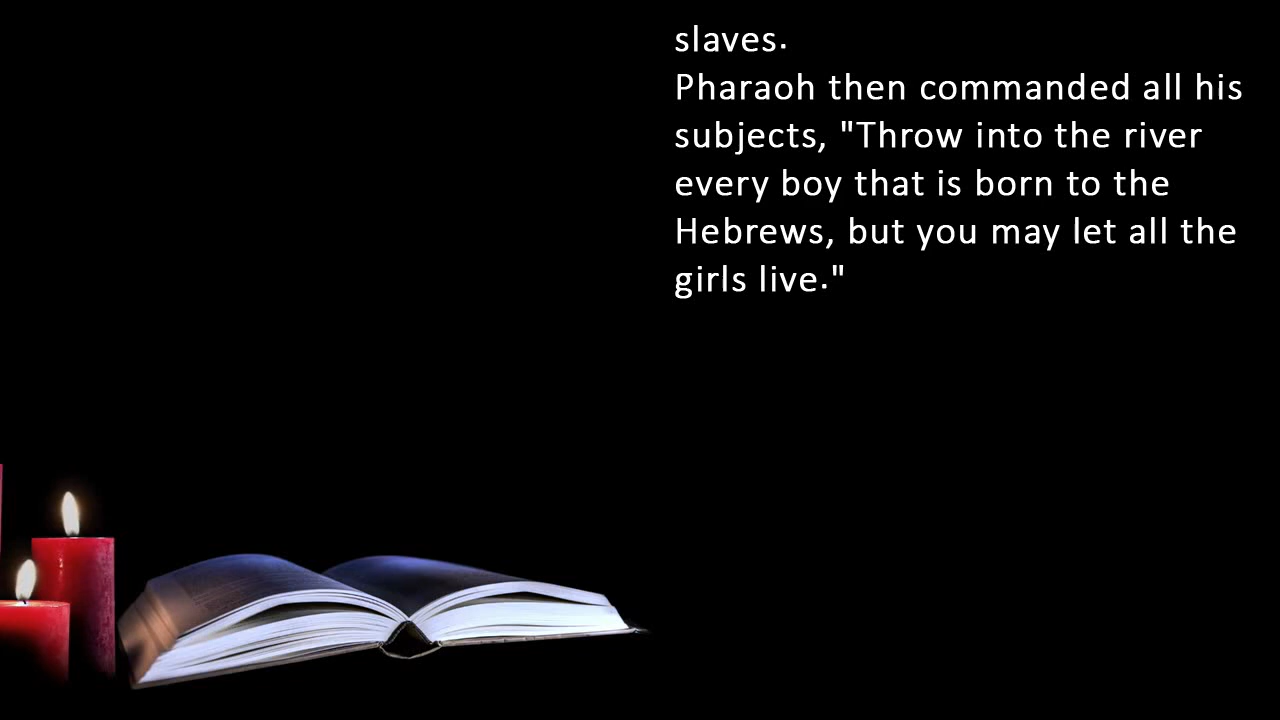 slaves.
Pharaoh then commanded all his
subjects, "Throw into the river
every boy that is born to the
Hebrews, but you may let all the
girls live."